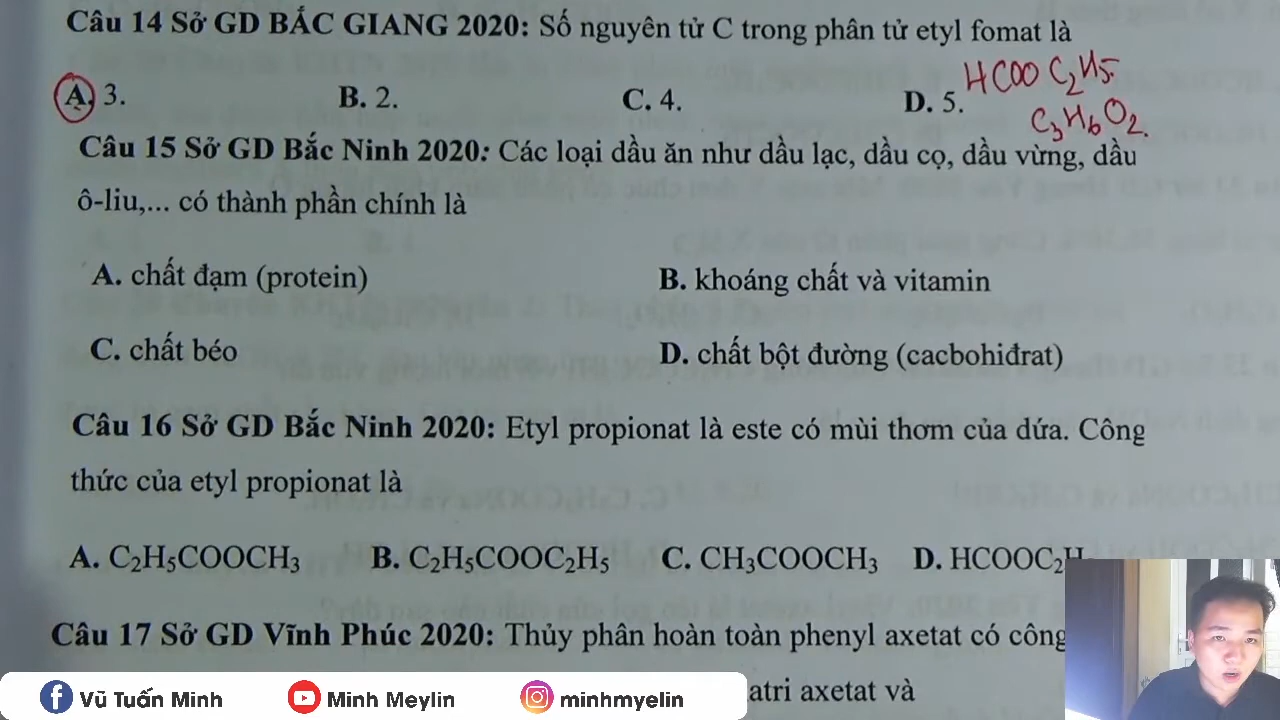 Câu 14 Sở GD BẮC GIANG 2020: Số nguyên tử C trong phân tử etyl fomat là
A. 3. B. 2. C. 4. D. 5.
HCOO C₂H₅.
C₃H₆O₂.
Câu 15 Sở GD Bắc Ninh 2020: Các loại dầu ăn như dầu lạc, dầu cọ, dầu vừng, dầu
ô-liu,... có thành phần chính là
A. chất đạm (protein) B. khoáng chất và vitamin
C. chất béo D. chất bột đường (cacbohiđrat)
Câu 16 Sở GD Bắc Ninh 2020: Etyl propionat là este có mùi thơm của dứa. Công
thức của etyl propionat là
A. C₂H₅COOCH₃ B. C₂H₅COOC₂H₅ C. CH₃COOCH₃ D. HCOOC₂H
Câu 17 Sở GD Vĩnh Phúc 2020: Thủy phân hoàn toàn phenyl axetat có công
atri axetat và
Vũ Tuấn Minh Minh Meylin minhmyelin